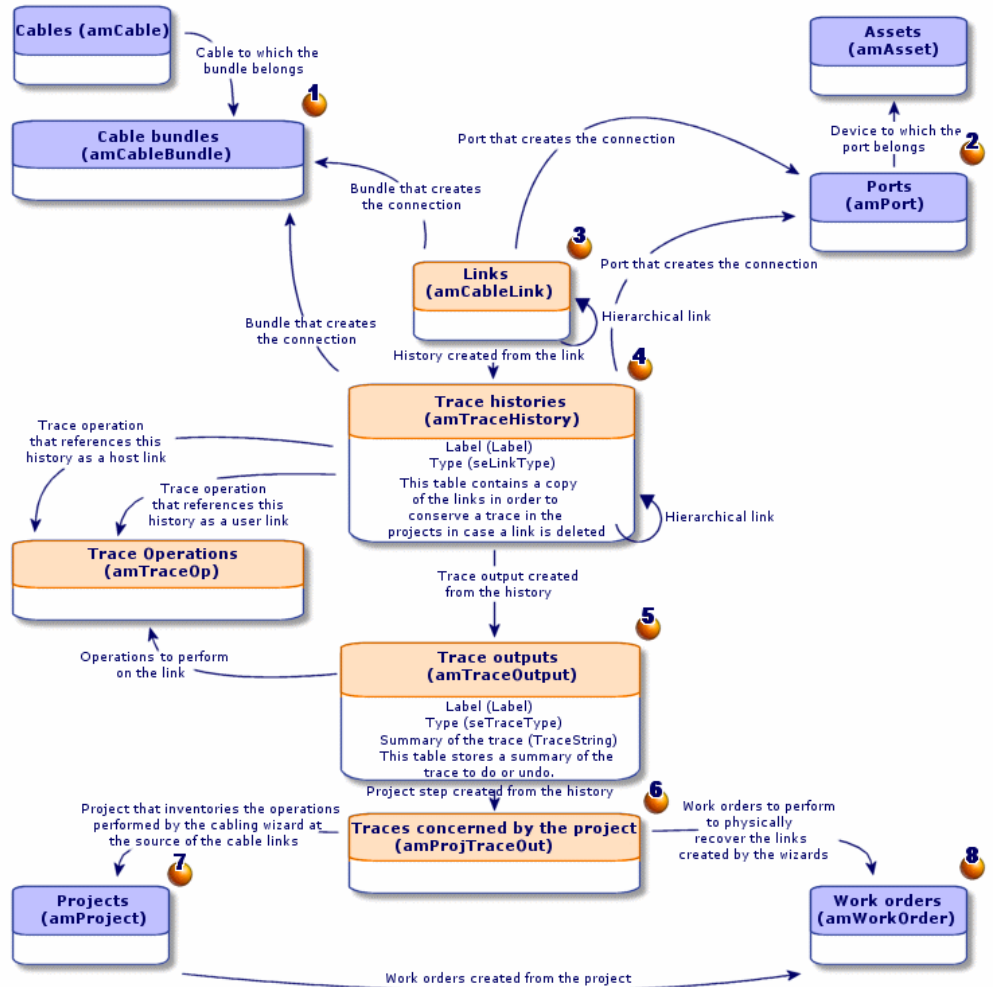 Cables (amCable)
Cable to which the
bundle belongs
1
Cable bundles
(amCableBundle)
Assets
(amAsset)
Device to which the
port belongs
2
Ports
(amPort)
Port that creates the connection
Bundle that creates
the connection
3
Links
(amCableLink)
Hierarchical link
Port that creates the connection
Bundle that creates
the connection
History created from the link
4
Trace histories
(amTraceHistory)
Label (Label)
Type (seLinkType)
This table contains a copy
of the links in order to
conserve a trace in the
projects in case a link is deleted
Hierarchical link
Trace operation
that references this
history as a host link
Trace operation
that references this
history as a user link
Trace Operations
(amTraceOp)
Trace output created
from the history
Operations to perform
on the link
5
Trace outputs
(amTraceOutput)
Label (Label)
Type (seTraceType)
Summary of the trace (TraceString)
This table stores a summary of the
trace to do or undo.
Project step created from the history
6
Traces concerned by the project
(amProjTraceOut)
Project that inventories the operations
performed by the cabling wizard at
the source of the cable links
Work orders to perform
to physically
recover the links
created by the wizards
7
Projects
(amProject)
8
Work orders
(amWorkOrder)
Work orders created from the project